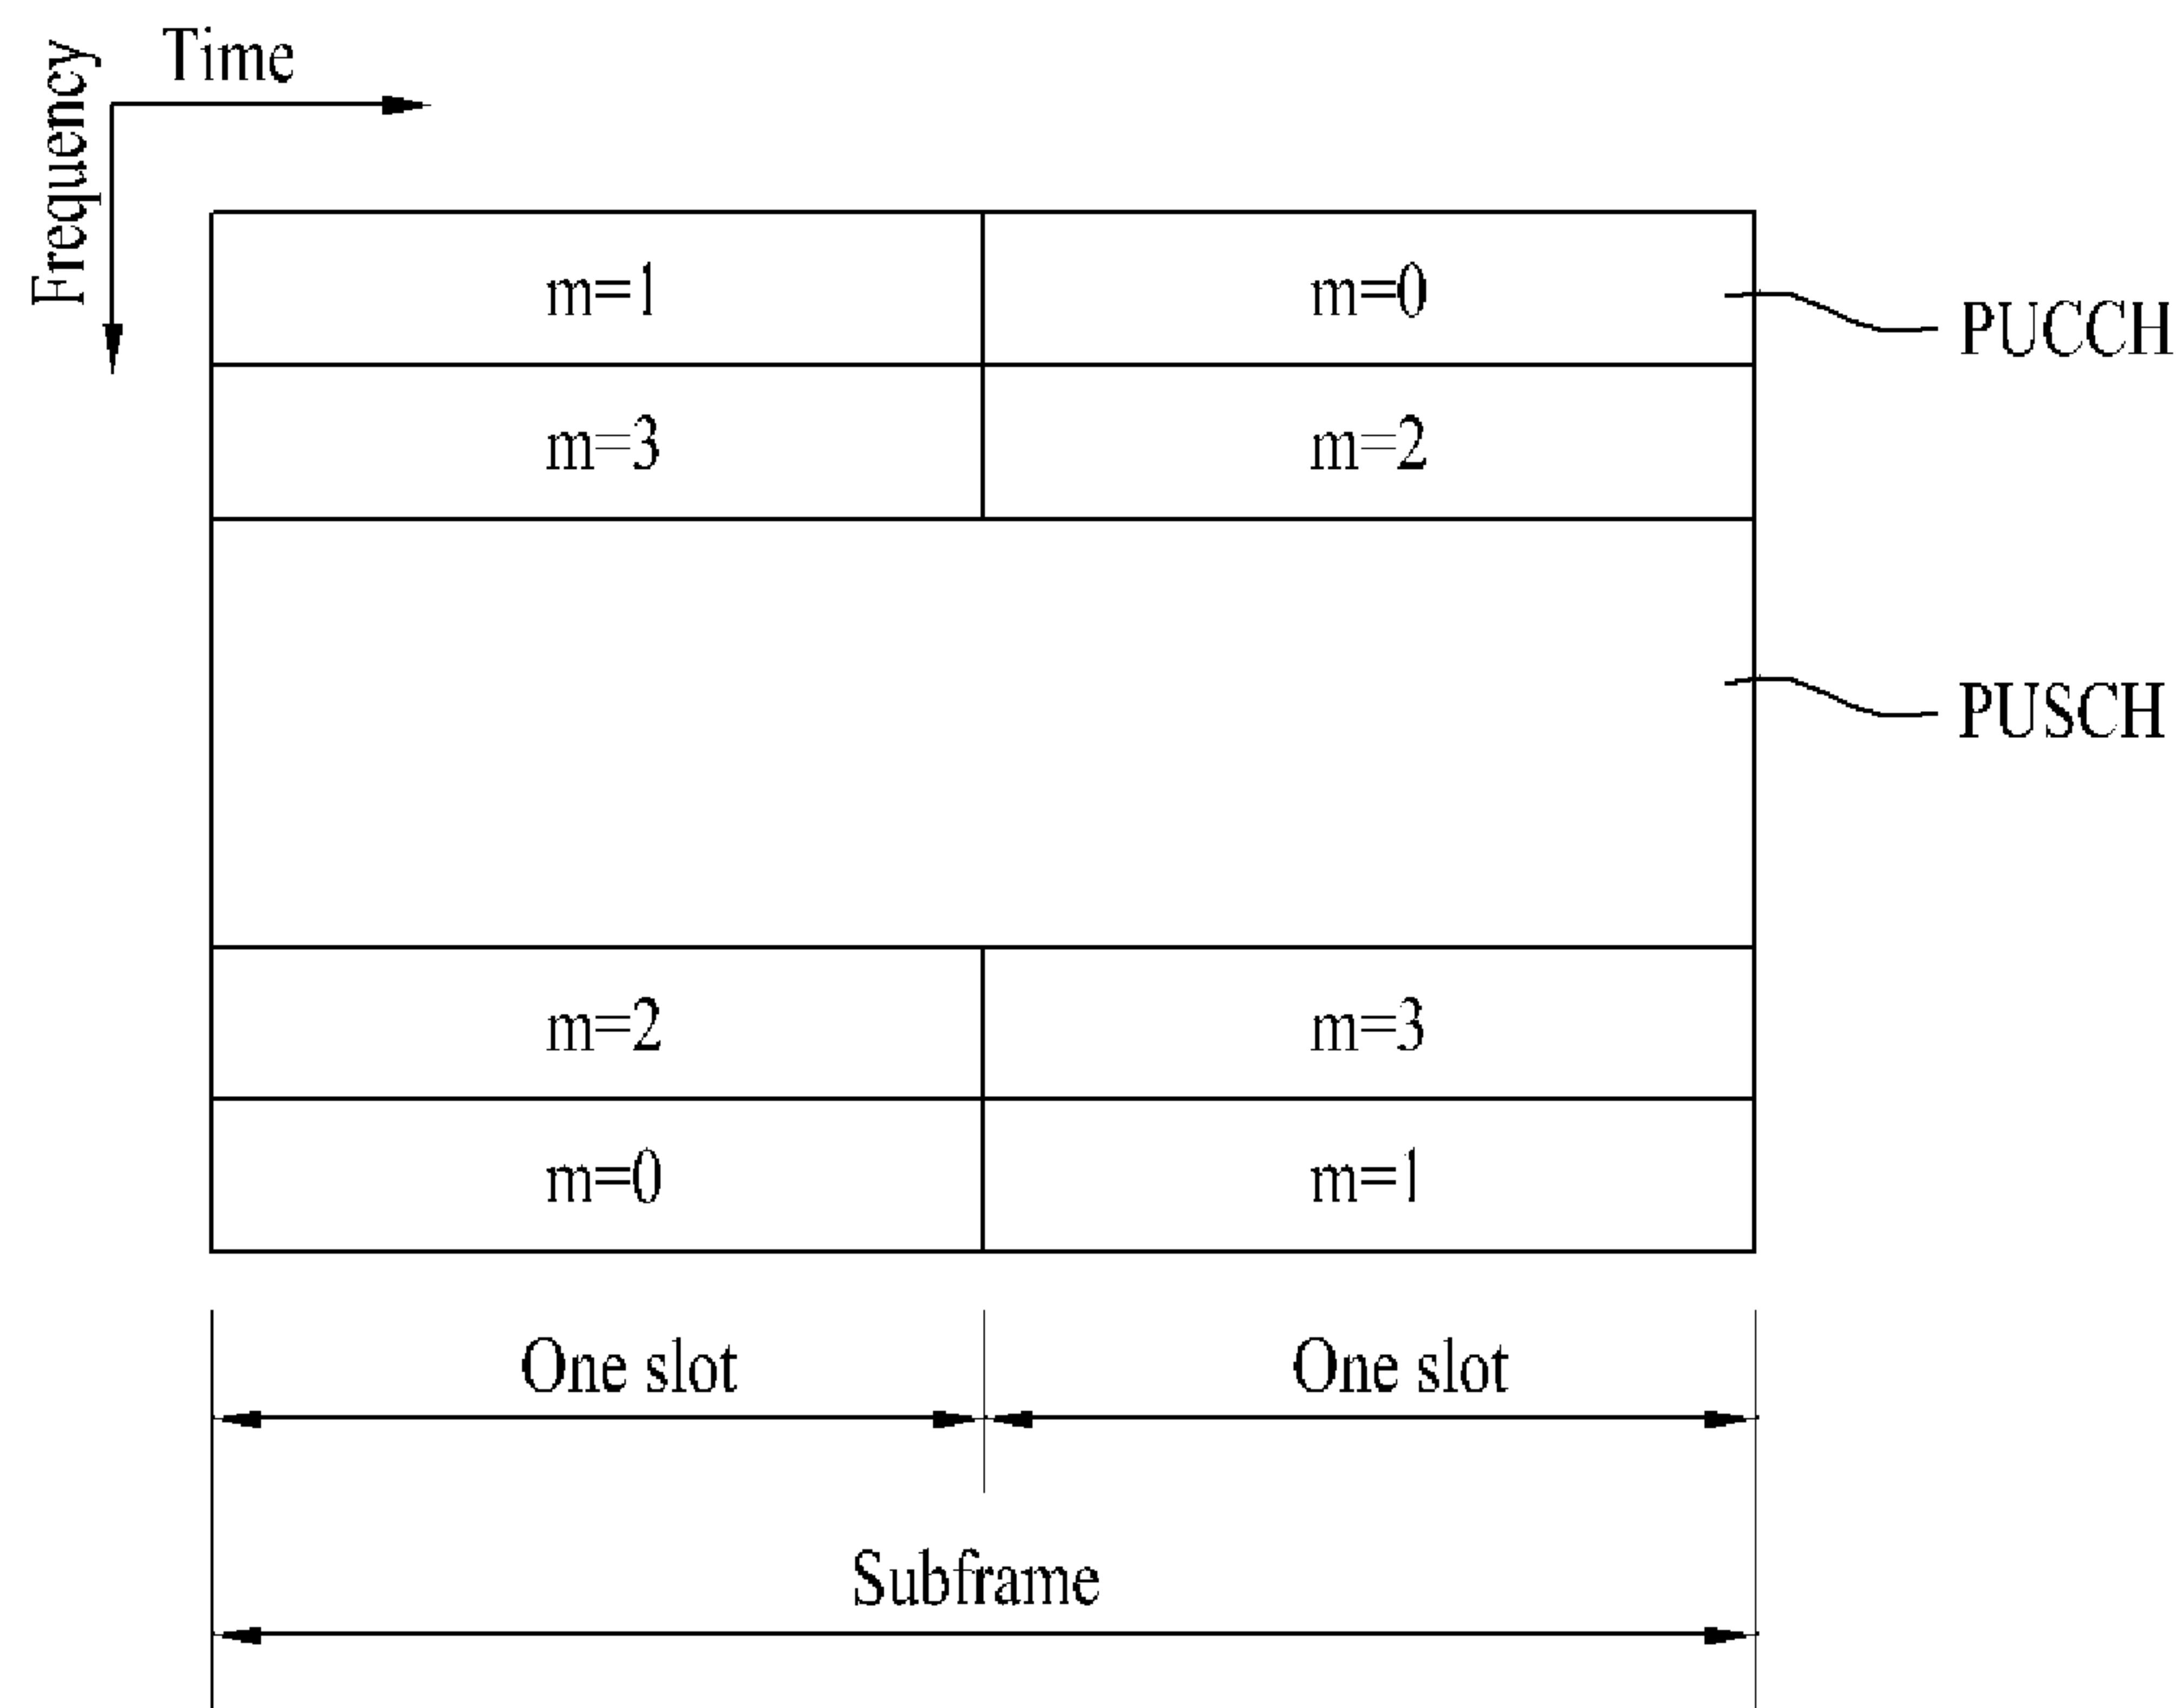 Time
Frequency
m=1 m=0
PUCCH
m=3 m=2
PUSCH
m=2 m=3
m=0 m=1
One slot One slot
Subframe